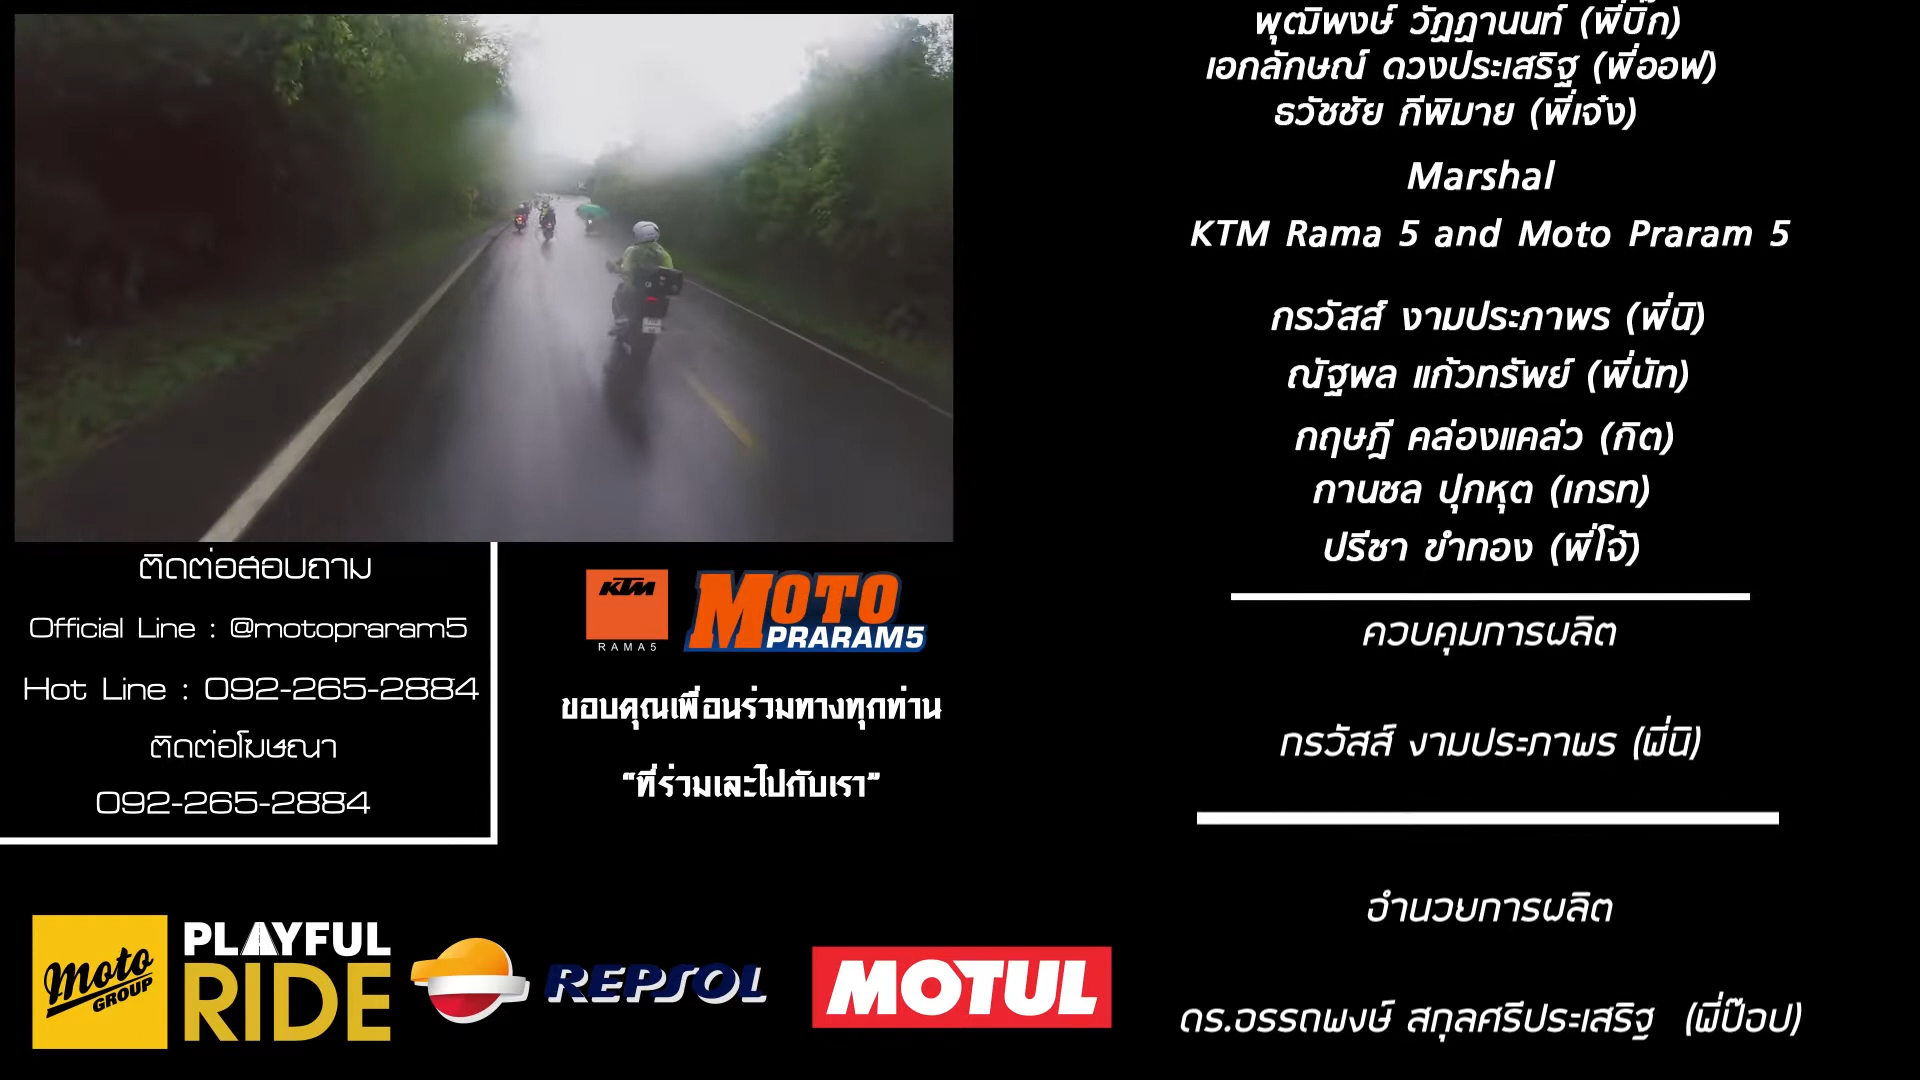 พุฒิพงษ์ วัฏฏานนท์ (พี่บิ๊ก)
เอกลักษณ์ ดวงประเสริฐ (พี่ออฟ)
ธวัชชัย กีพิมาย (พี่เจ๋ง)
Marshal
KTM Rama 5 and Moto Praram 5
กรวัสส์ งามประภาพร (พี่นิ)
ณัฐพล แก้วทรัพย์ (พี่นัท)
กฤษฎี คล่องแคล่ว (กิต)
กานชล ปุกหุต (เกรท)
ปรีชา ขำทอง (พี่โจ้)
ควบคุมการผลิต
กรวัสส์ งามประภาพร (พี่นิ)
อำนวยการผลิต
ดร.อรรถพงษ์ สกุลศรีประเสริฐ (พี่ป๊อป)
ติดต่อสอบถาม
Official Line : @motopraram5
Hot Line : 092-265-2884
ติดต่อโฆษณา
092-265-2884
KTM
RAMA5
MOTO
PRARAM5
ขอบคุณเพื่อนร่วมทางทุกท่าน
“ที่ร่วมเละไปกับเรา”
Moto
GROUP
PLAYFUL
RIDE
REPSOL
MOTUL